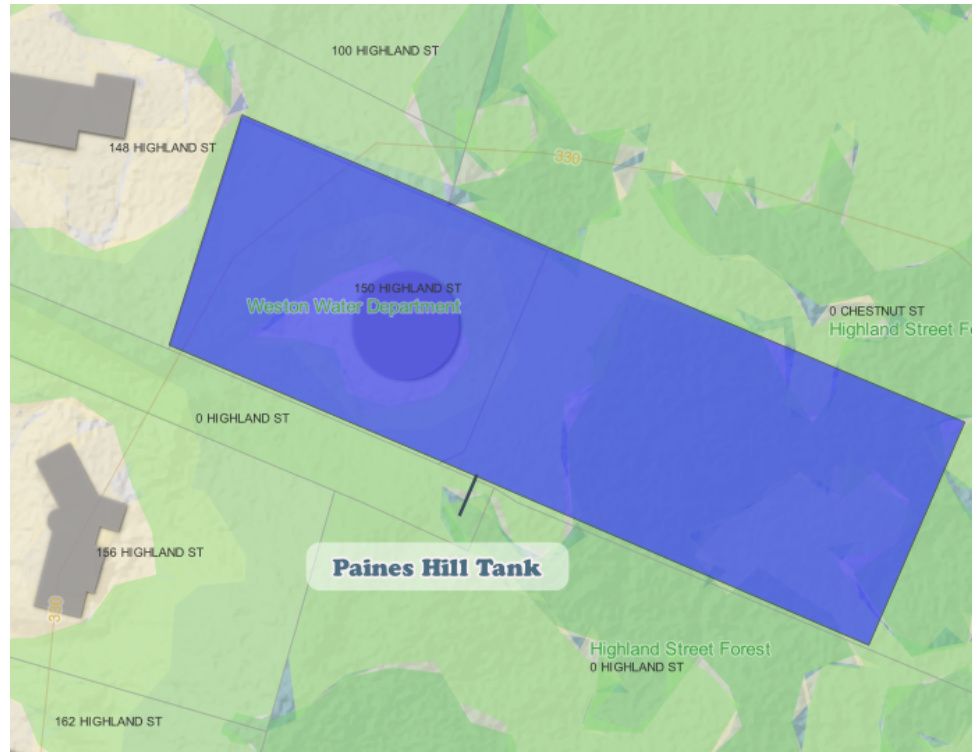 100 HIGHLAND ST
148 HIGHLAND ST
330
150 HIGHLAND ST
Weston Water Department
0 CHESTNUT ST
Highland Street Fo
0 HIGHLAND ST
156 HIGHLAND ST
Paines Hill Tank
330
Highland Street Forest
0 HIGHLAND ST
162 HIGHLAND ST